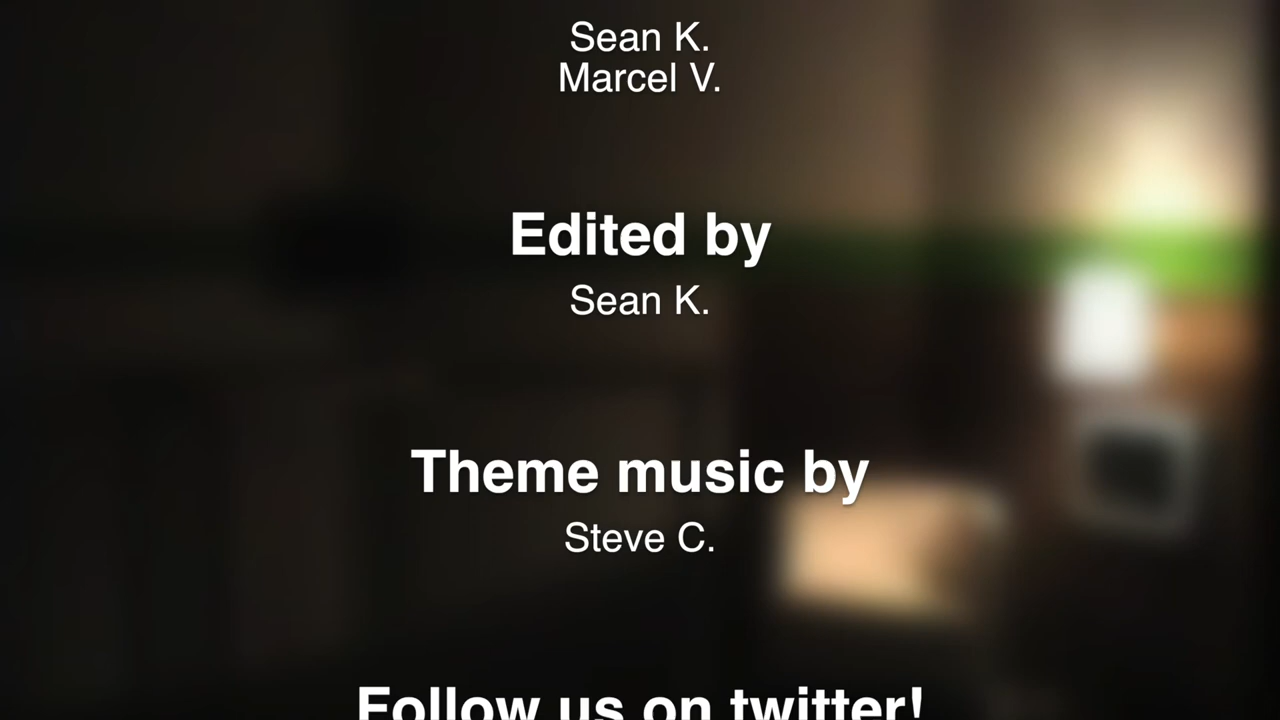 Sean K.
Marcel V.
Edited by
Sean K.
Theme music by
Steve C.
Follow us on twitter!